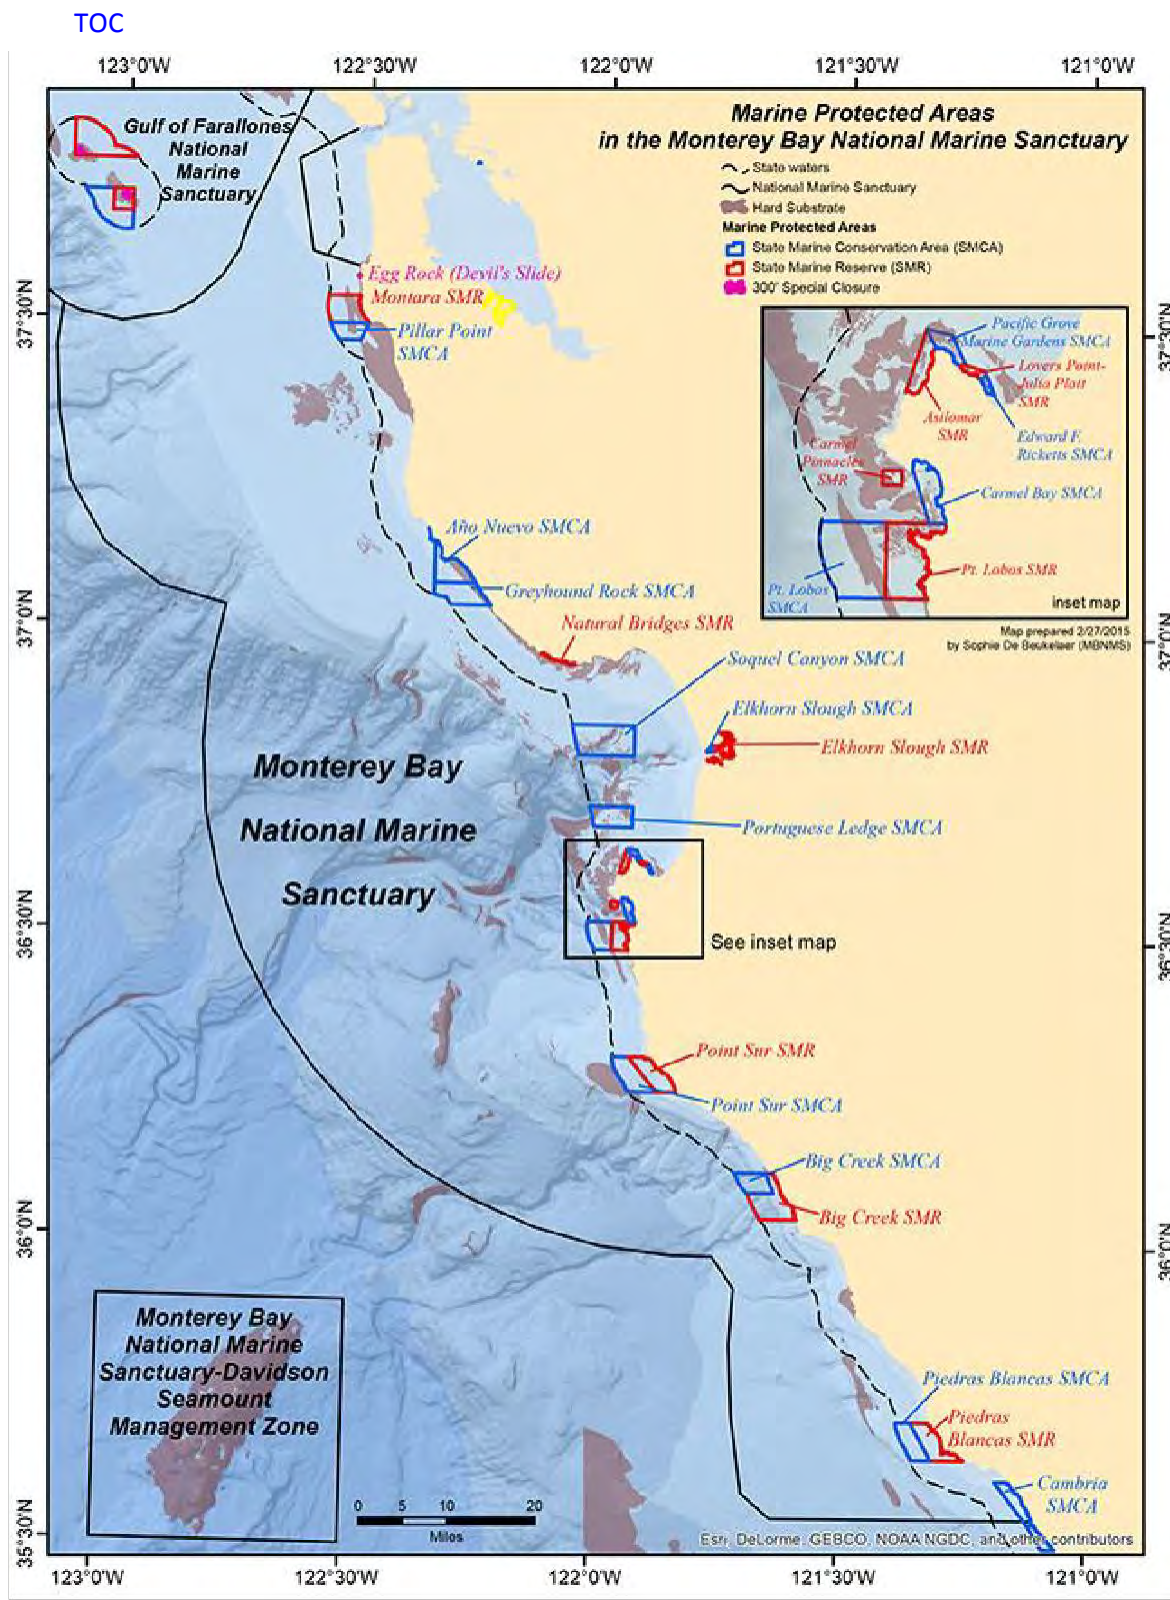 TOC
123°0'W
122°30'W
122°0'W
121°30'W
121°0'W
Marine Protected Areas
in the Monterey Bay National Marine Sanctuary
State waters
National Marine Sanctuary
Hard Substrate
Marine Protected Areas
State Marine Conservation Area (SMCA)
State Marine Reserve (SMR)
300' Special Closure
Gulf of Farallones
National
Marine
Sanctuary
Egg Rock (Devil's Slide)
Montara SMR
Pillar Point
SMCA
37°30'N
37°30'N
Pacific Grove
Marine Gardens SMCA
Lovers Point-
Julia Platt
SMR
Asilomar
SMR
Edward F.
Ricketts SMCA
Carmel
Pinnacles
SMR
Carmel Bay SMCA
Pt. Lobos SMR
Pt. Lobos
SMCA
inset map
Map prepared 2/27/2015
by Sophie De Beukelaer (MBNMS)
Año Nuevo SMCA
Greyhound Rock SMCA
37°0'N
37°0'N
Natural Bridges SMR
Soquel Canyon SMCA
Elkhorn Slough SMCA
Elkhorn Slough SMR
Monterey Bay
National Marine
Sanctuary
Portuguese Ledge SMCA
See inset map
36°30'N
36°30'N
Point Sur SMR
Point Sur SMCA
Big Creek SMCA
Big Creek SMR
36°0'N
36°0'N
Monterey Bay
National Marine
Sanctuary-Davidson
Seamount
Management Zone
Piedras Blancas SMCA
Piedras
Blancas SMR
Cambria
SMCA
0 5 10 20
Miles
Esri, DeLorme, GEBCO, NOAA NGDC, and other contributors
35°30'N
123°0'W
122°30'W
122°0'W
121°30'W
121°0'W